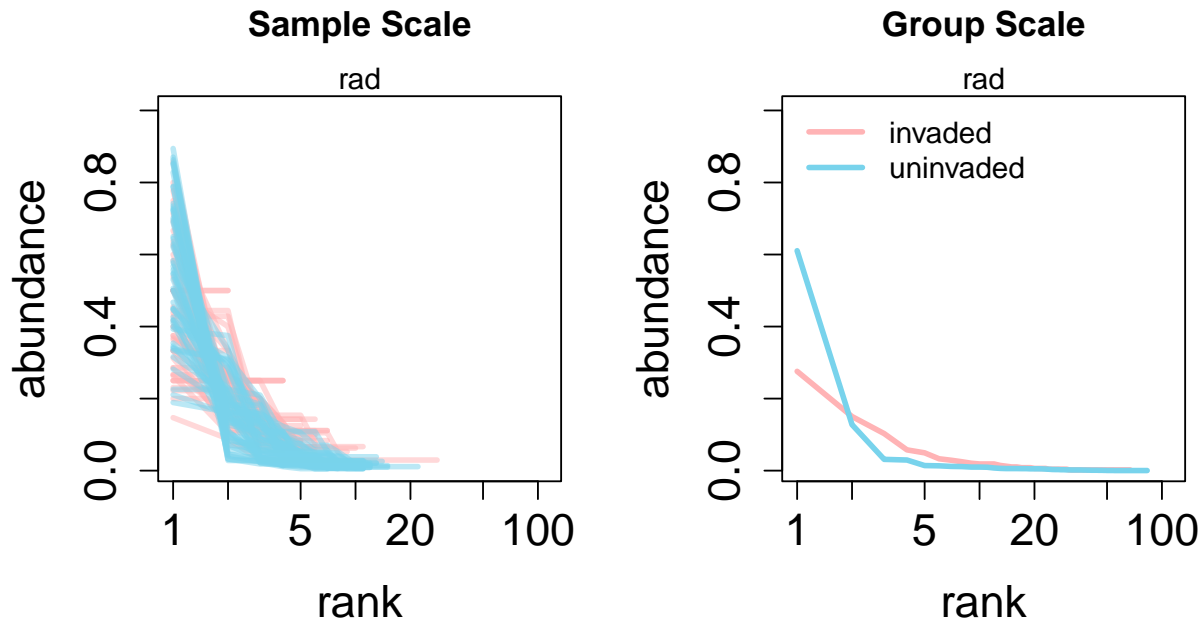 Sample Scale
rad
abundance
0.0
0.4
0.8
1
5
20
100
rank
Group Scale
rad
invaded
uninvaded
abundance
0.0
0.4
0.8
1
5
20
100
rank